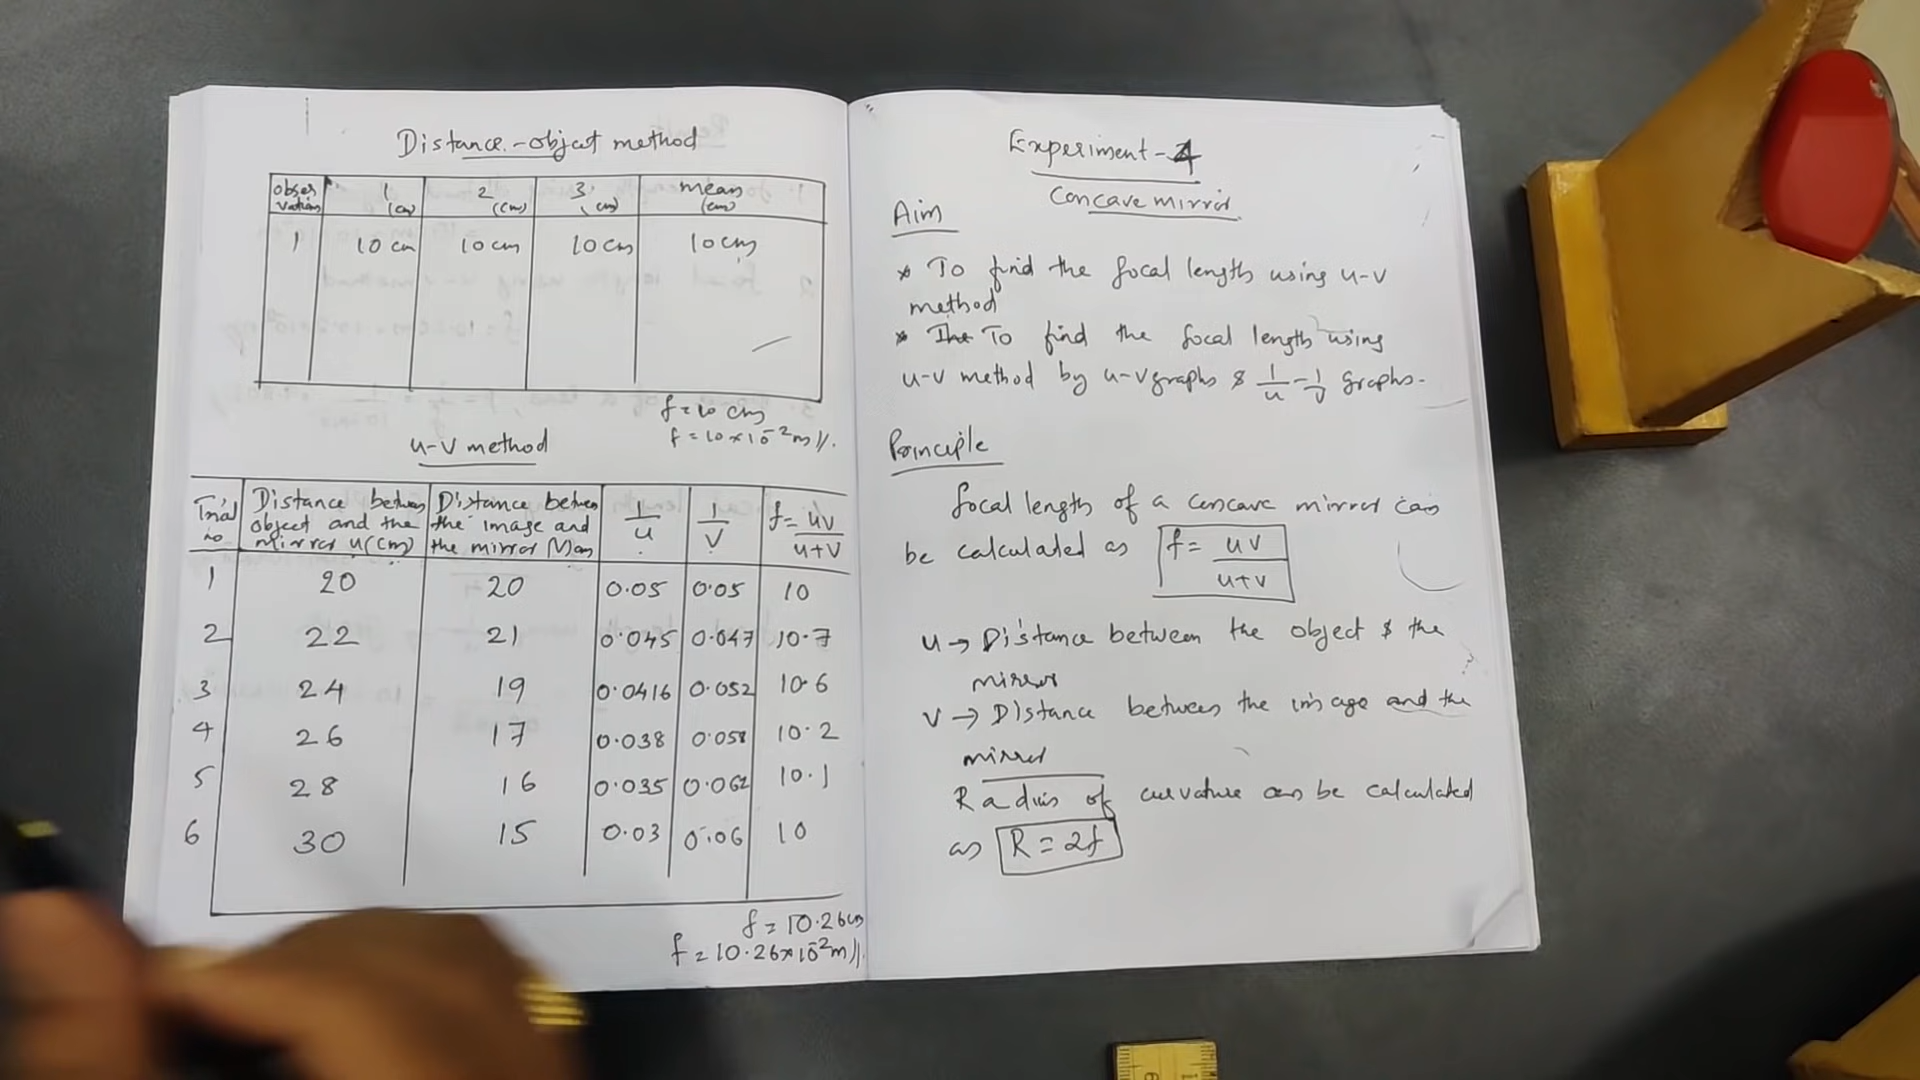 Distance-object method
Obser
vations
1
(cm)
2
(cm)
3
(cm)
mean
(cm)
1 10 cm 10 cm 10 cm 10 cm
f = 10 cm
f = 10 × 10⁻² m //.
u-v method
Trial
no
Distance between
object and the
mirror u(cm)
Distance between
the image and
the mirror (V)cm
1/u
1/v
f = uv/u+v
1 20 20 0.05 0.05 10
2 22 21 0.045 0.047 10.7
3 24 19 0.0416 0.052 10.6
4 26 17 0.038 0.058 10.2
5 28 16 0.035 0.062 10.1
6 30 15 0.03 0.06 10
f = 10.26cm
f = 10.26×10⁻²m //.
Experiment-4
Concave mirror
Aim
* To find the focal length using u-v
method
* The To find the focal length using
u-v method by u-v graphs & 1/u - 1/v graphs.
Principle
focal length of a concave mirror can
be calculated as f = uv/u+v
u → Distance between the object & the
mirror
v → Distance between the image and the
mirror
Radius of curvature can be calculated
as R = 2f
6